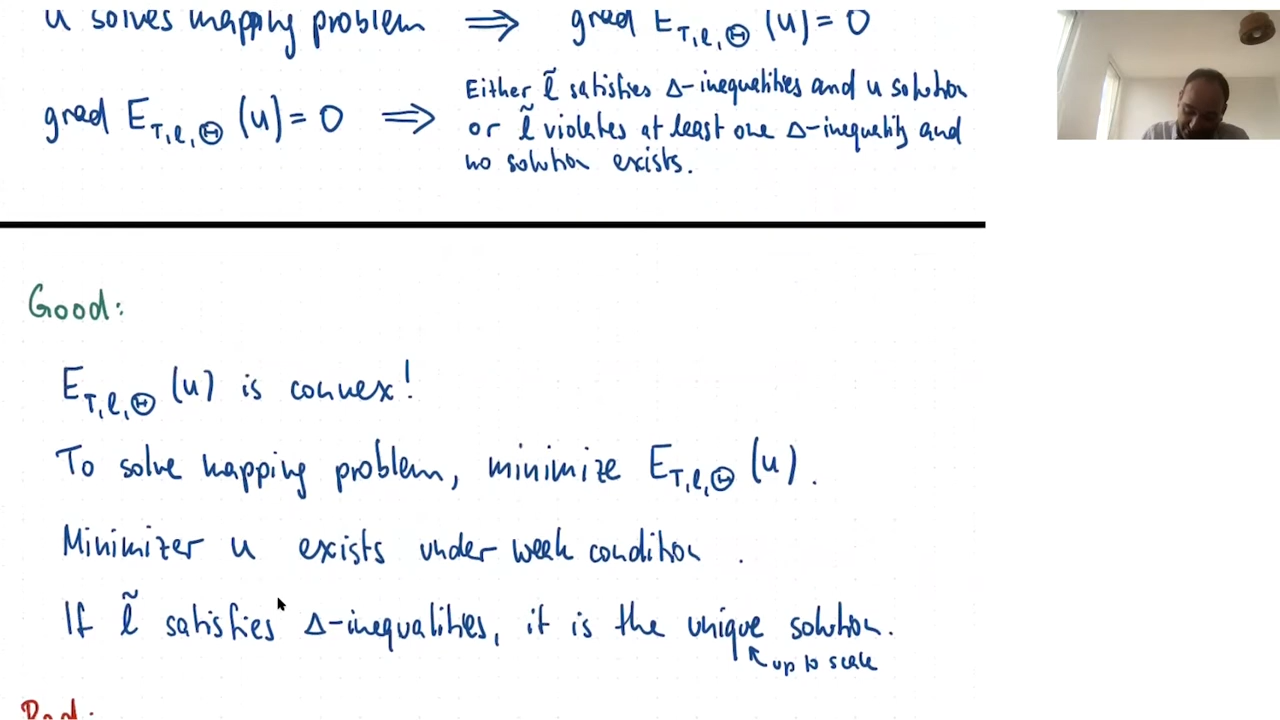 u solves mapping problem ⟹ grad E_{T,ℓ,Θ} (u) = 0
grad E_{T,ℓ,Θ} (u) = 0 ⟹ Either ℓ̃ satisfies Δ-inequalities and u solution
or ℓ̃ violates at least one Δ-inequality and
no solution exists.
Good:
E_{T,ℓ,Θ} (u) is convex!
To solve mapping problem, minimize E_{T,ℓ,Θ} (u).
Minimizer u exists under weak condition .
If ℓ̃ satisfies Δ-inequalities, it is the unique solution.
↖ up to scale
Bad: